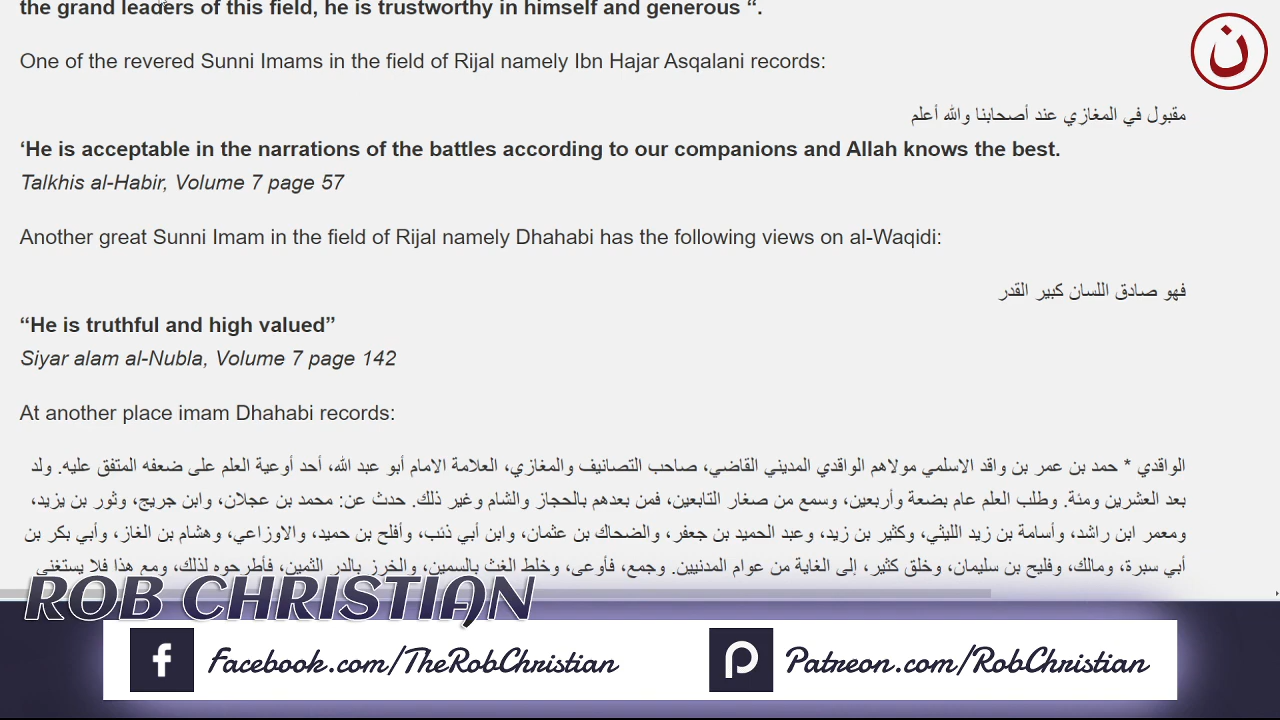 the grand leaders of this field, he is trustworthy in himself and generous “.
ن
One of the revered Sunni Imams in the field of Rijal namely Ibn Hajar Asqalani records:
مقبول في المغازي عند أصحابنا والله أعلم
‘He is acceptable in the narrations of the battles according to our companions and Allah knows the best.
Talkhis al-Habir, Volume 7 page 57
Another great Sunni Imam in the field of Rijal namely Dhahabi has the following views on al-Waqidi:
فهو صادق اللسان كبير القدر
“He is truthful and high valued”
Siyar alam al-Nubla, Volume 7 page 142
At another place imam Dhahabi records:
الواقدي * حمد بن عمر بن واقد الاسلمي مولاهم الواقدي المديني القاضي، صاحب التصانيف والمغازي، العلامة الامام أبو عبد الله، أحد أوعية العلم على ضعفه المتفق عليه. ولد
بعد العشرين ومئة. وطلب العلم عام بضعة وأربعين، وسمع من صغار التابعين، فمن بعدهم بالحجاز والشام وغير ذلك. حدث عن: محمد بن عجلان، وابن جريج، وثور بن يزيد،
ومعمر ابن راشد، وأسامة بن زيد الليثي، وكثير بن زيد، وعبد الحميد بن جعفر، والضحاك بن عثمان، وابن أبي ذئب، وأفلح بن حميد، والاوزاعي، وهشام بن الغاز، وأبي بكر بن
أبي سبرة، ومالك، وفليح بن سليمان، وخلق كثير، إلى الغاية من عوام المدنيين. وجمع، فأوعى، وخلط الغث بالسمين، والخرز بالدر الثمين، فأطرحوه لذلك، ومع هذا فلا يستغنى
ROB CHRISTIAN
f Facebook.com/TheRobChristian
Patreon.com/RobChristian